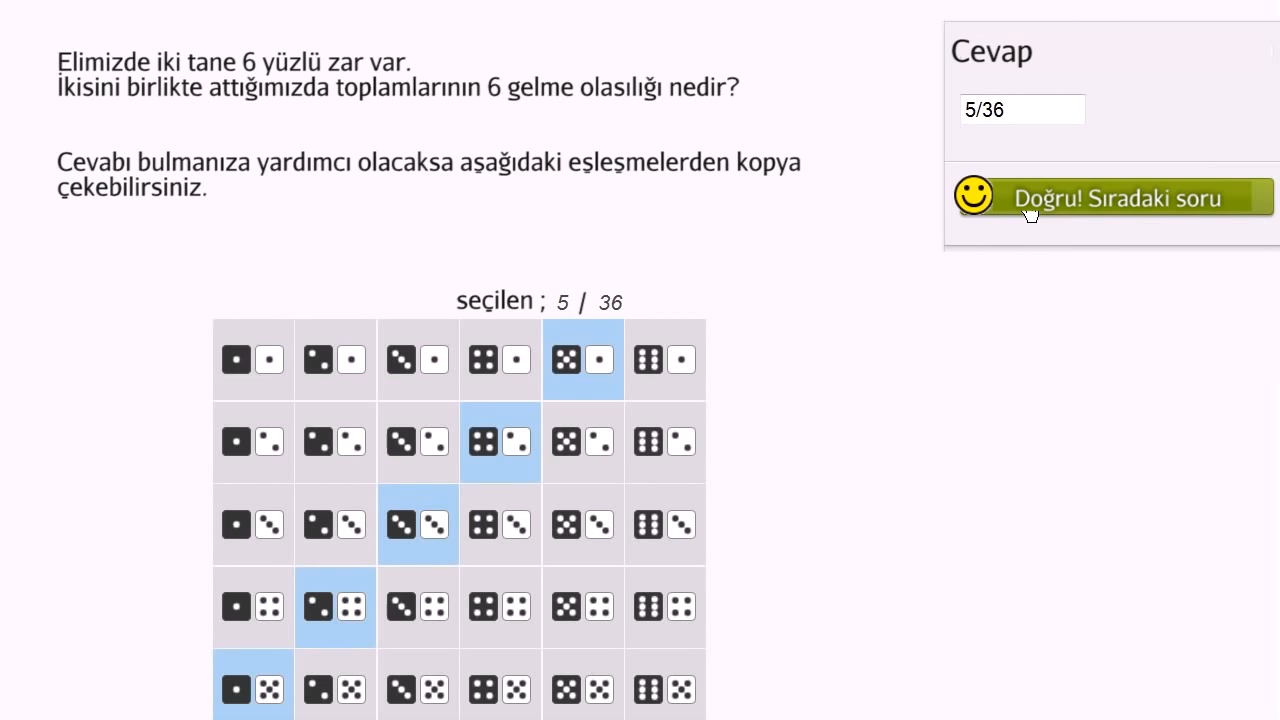 Elimizde iki tane 6 yüzlü zar var.
İkisini birlikte attığımızda toplamlarının 6 gelme olasılığı nedir?
Cevabı bulmanıza yardımcı olacaksa aşağıdaki eşleşmelerden kopya
çekebilirsiniz.
Cevap
5/36
Doğru! Sıradaki soru
seçilen ; 5 / 36